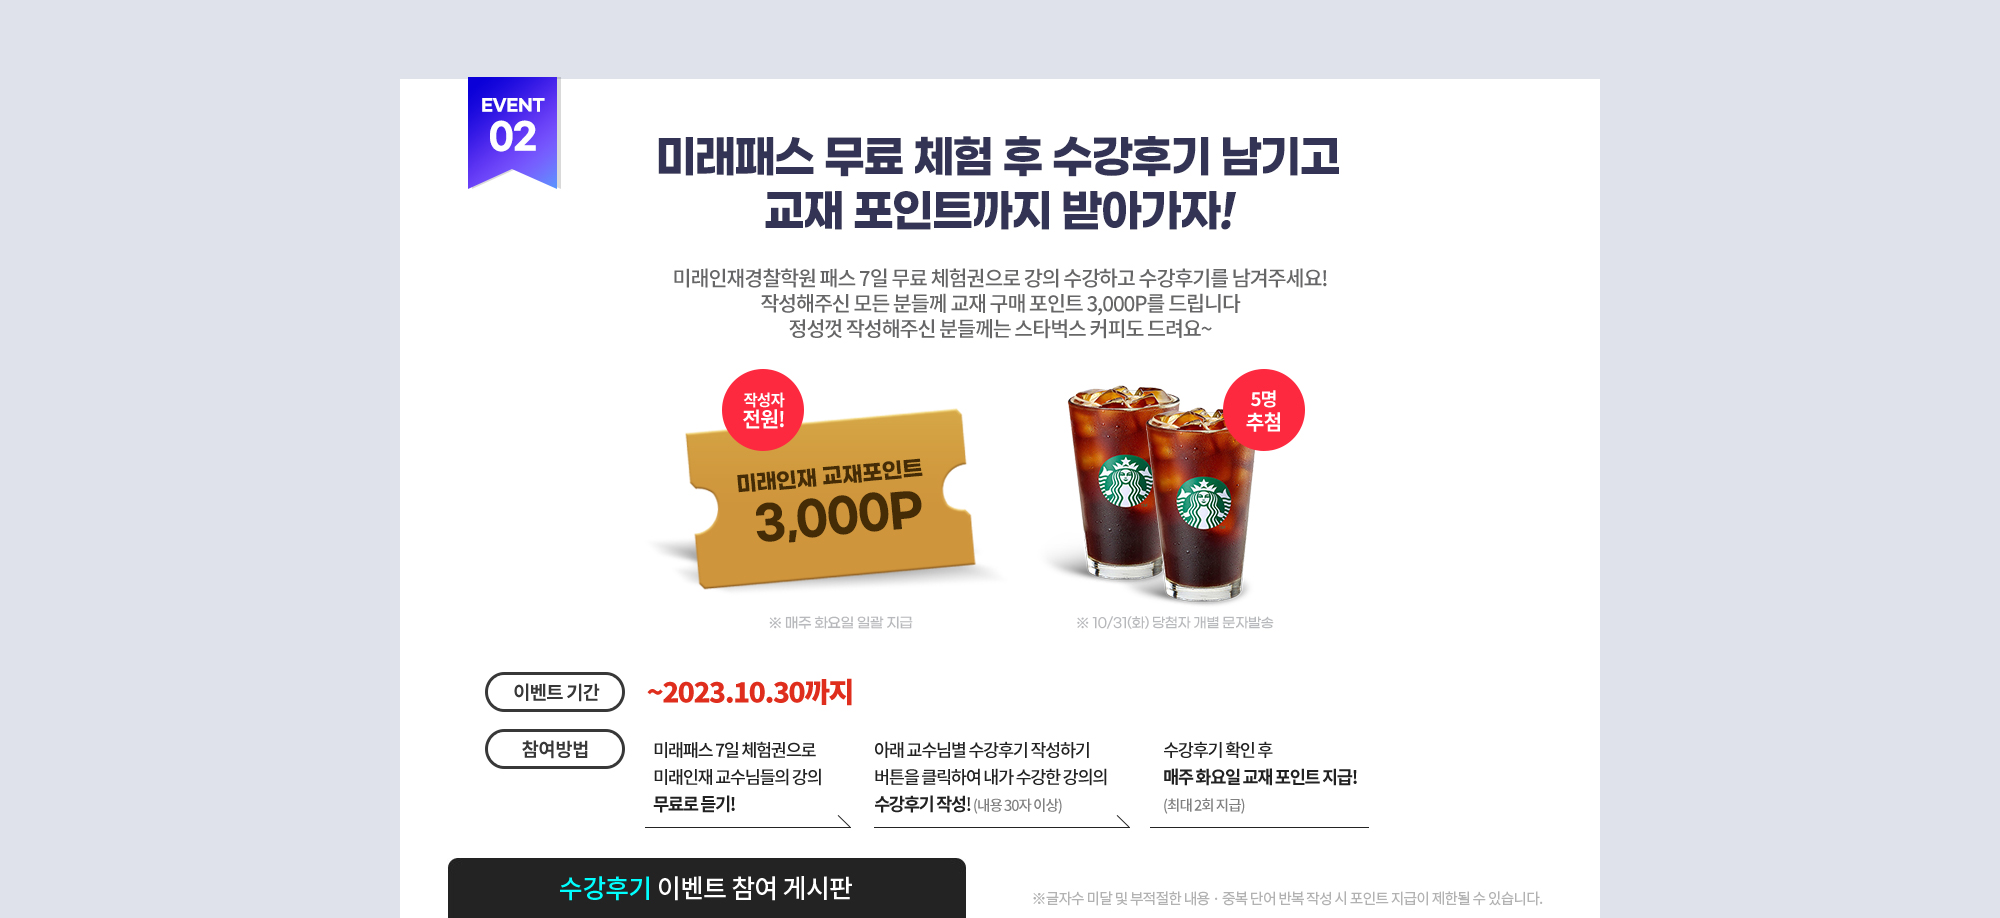 EVENT
02
미래패스 무료 체험 후 수강후기 남기고
교재 포인트까지 받아가자!
미래인재경찰학원 패스 7일 무료 체험권으로 강의 수강하고 수강후기를 남겨주세요!
작성해주신 모든 분들께 교재 구매 포인트 3,000P를 드립니다
정성껏 작성해주신 분들께는 스타벅스 커피도 드려요~
작성자
전원!
미래인재 교재포인트
3,000P
5명
추첨
※ 매주 화요일 일괄 지급
※ 10/31(화) 당첨자 개별 문자발송
이벤트 기간
~2023.10.30까지
참여방법
미래패스 7일 체험권으로
미래인재 교수님들의 강의
무료로 듣기!
아래 교수님별 수강후기 작성하기
버튼을 클릭하여 내가 수강한 강의의
수강후기 작성! (내용 30자 이상)
수강후기 확인 후
매주 화요일 교재 포인트 지급!
(최대 2회 지급)
수강후기 이벤트 참여 게시판
※글자수 미달 및 부적절한 내용 · 중복 단어 반복 작성 시 포인트 지급이 제한될 수 있습니다.